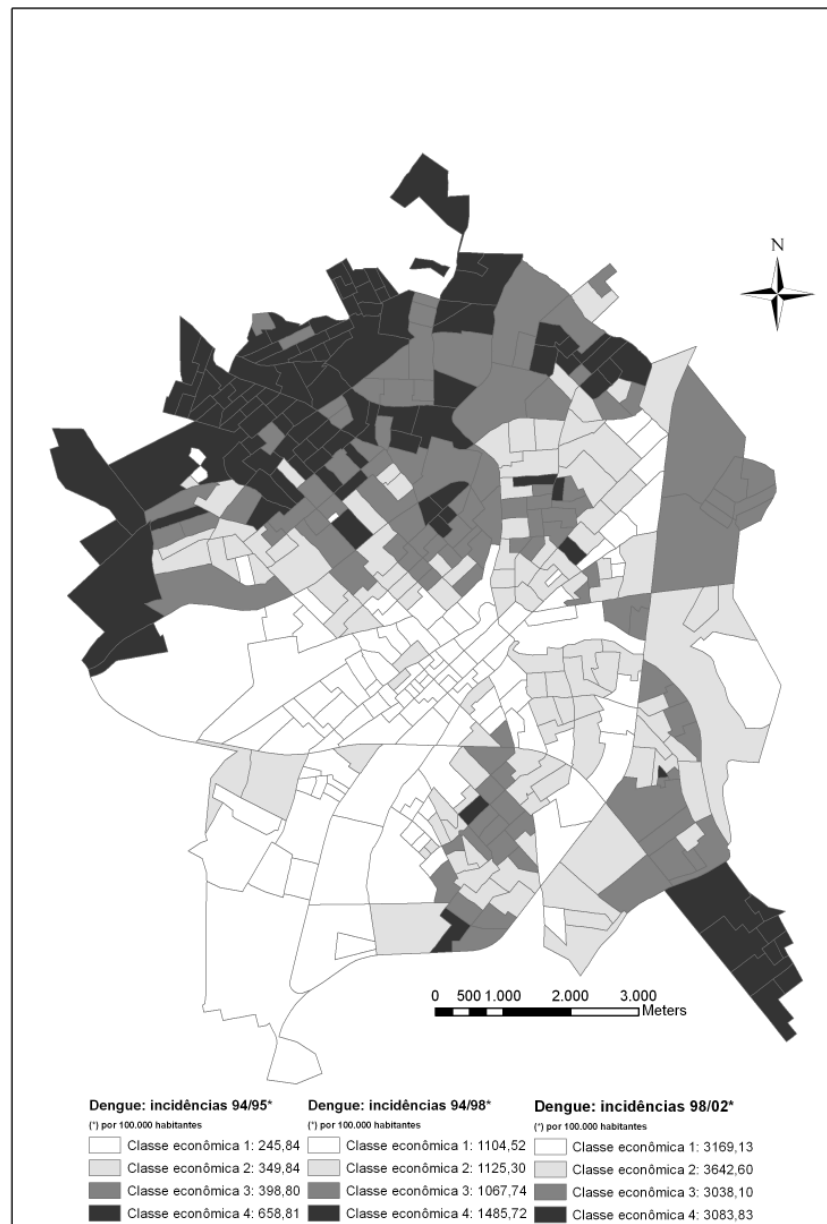 N
0 500 1.000 2.000 3.000
Meters
Dengue: incidências 94/95*
(*) por 100.000 habitantes
Classe econômica 1: 245,84
Classe econômica 2: 349,84
Classe econômica 3: 398,80
Classe econômica 4: 658,81
Dengue: incidências 94/98*
(*) por 100.000 habitantes
Classe econômica 1: 1104,52
Classe econômica 2: 1125,30
Classe econômica 3: 1067,74
Classe econômica 4: 1485,72
Dengue: incidências 98/02*
(*) por 100.000 habitantes
Classe econômica 1: 3169,13
Classe econômica 2: 3642,60
Classe econômica 3: 3038,10
Classe econômica 4: 3083,83